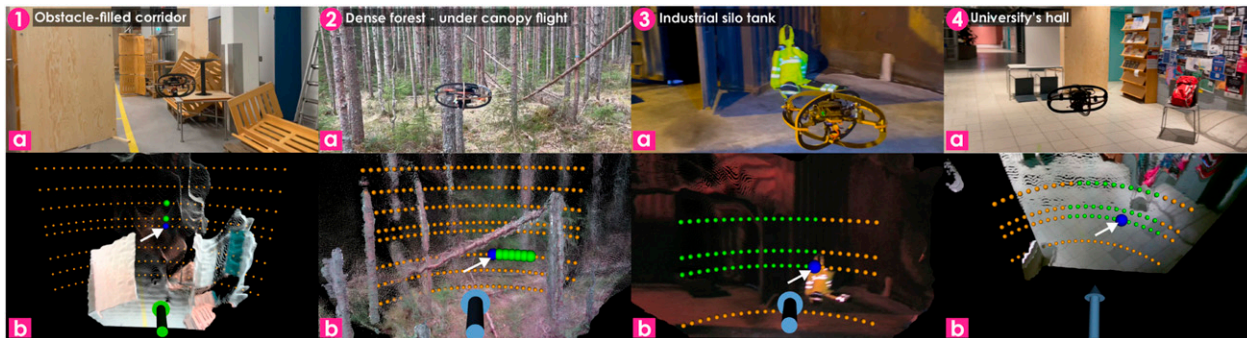 1 Obstacle-filled corridor
2 Dense forest - under canopy flight
3 Industrial silo tank
4 University's hall
a
a
a
a
b
b
b
b